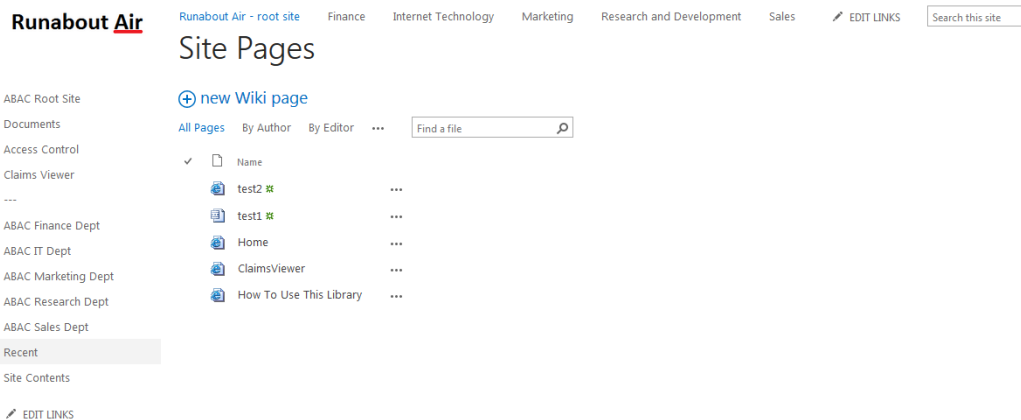 Runabout Air
Runabout Air - root site Finance Internet Technology Marketing Research and Development Sales EDIT LINKS Search this site
Site Pages
new Wiki page
All Pages By Author By Editor ... Find a file
Name
test2 ...
test1 ...
Home ...
ClaimsViewer ...
How To Use This Library ...
ABAC Root Site
Documents
Access Control
Claims Viewer
---
ABAC Finance Dept
ABAC IT Dept
ABAC Marketing Dept
ABAC Research Dept
ABAC Sales Dept
Recent
Site Contents
EDIT LINKS